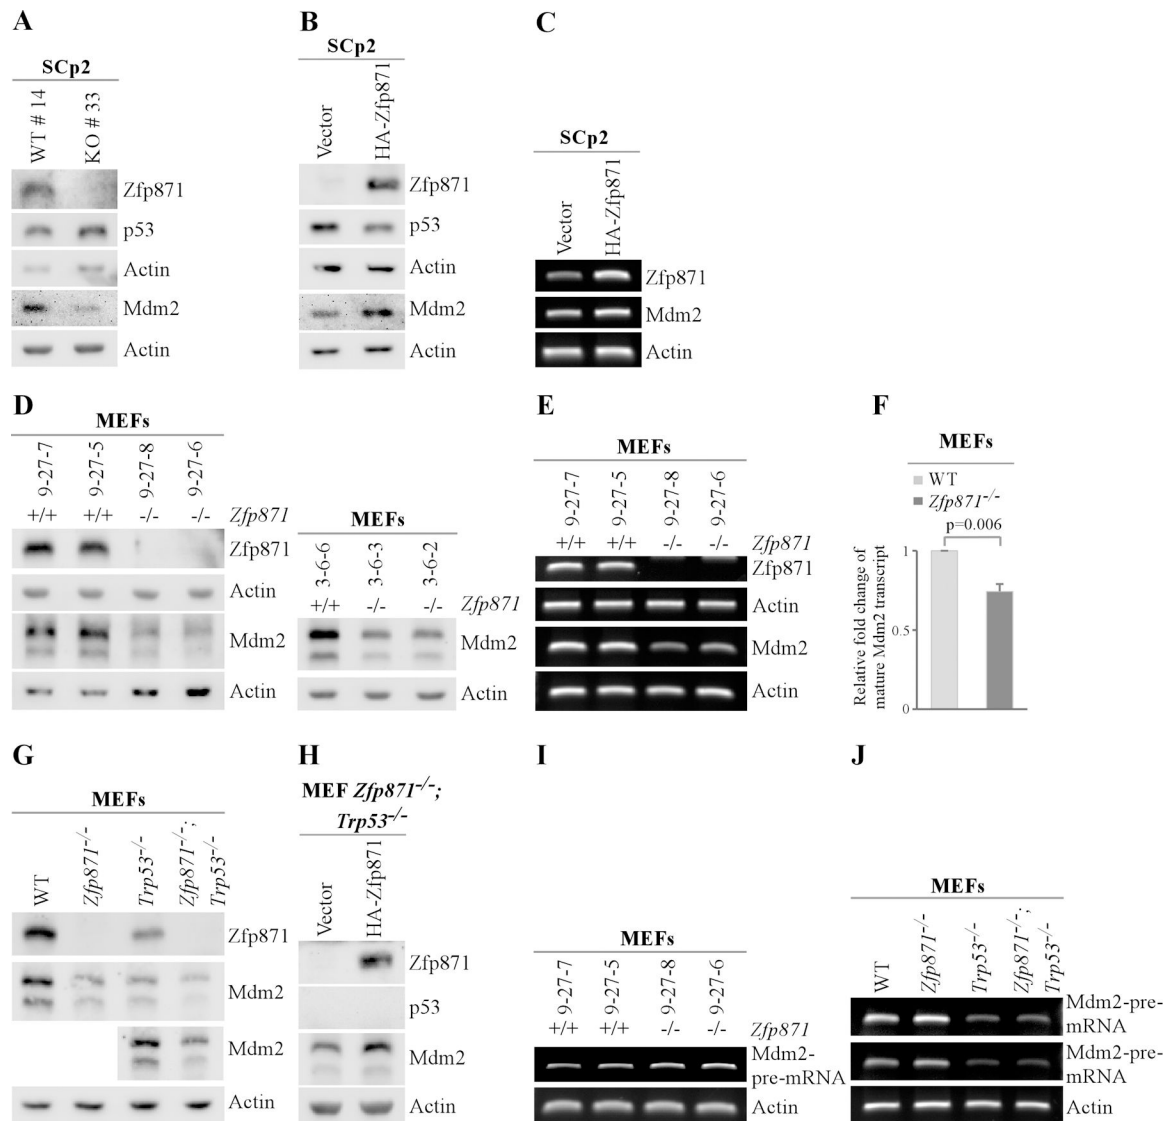 A
SCp2
WT # 14
KO # 33
Zfp871
p53
Actin
Mdm2
Actin
B
SCp2
Vector
HA-Zfp871
Zfp871
p53
Actin
Mdm2
Actin
C
SCp2
Vector
HA-Zfp871
Zfp871
Mdm2
Actin
D
MEFs
9-27-7
9-27-5
9-27-8
9-27-6
+/+ +/+ -/- -/- Zfp871
Zfp871
Actin
Mdm2
Actin
MEFs
3-6-6
3-6-3
3-6-2
+/+ -/- -/- Zfp871
Mdm2
Actin
E
MEFs
9-27-7
9-27-5
9-27-8
9-27-6
+/+ +/+ -/- -/- Zfp871
Zfp871
Actin
Mdm2
Actin
F
MEFs
WT
Zfp871-/-
p=0.006
Relative fold change of
mature Mdm2 transcript
1
0.5
0
G
MEFs
WT
Zfp871-/-
Trp53-/-
Zfp871-/-;
Trp53-/-
Zfp871
Mdm2
Mdm2
Actin
H
MEF Zfp871-/-;
Trp53-/-
Vector
HA-Zfp871
Zfp871
p53
Mdm2
Actin
I
MEFs
9-27-7
9-27-5
9-27-8
9-27-6
+/+ +/+ -/- -/- Zfp871
Mdm2-
pre-mRNA
Actin
J
MEFs
WT
Zfp871-/-
Trp53-/-
Zfp871-/-;
Trp53-/-
Mdm2-pre-
mRNA
Mdm2-pre-
mRNA
Actin